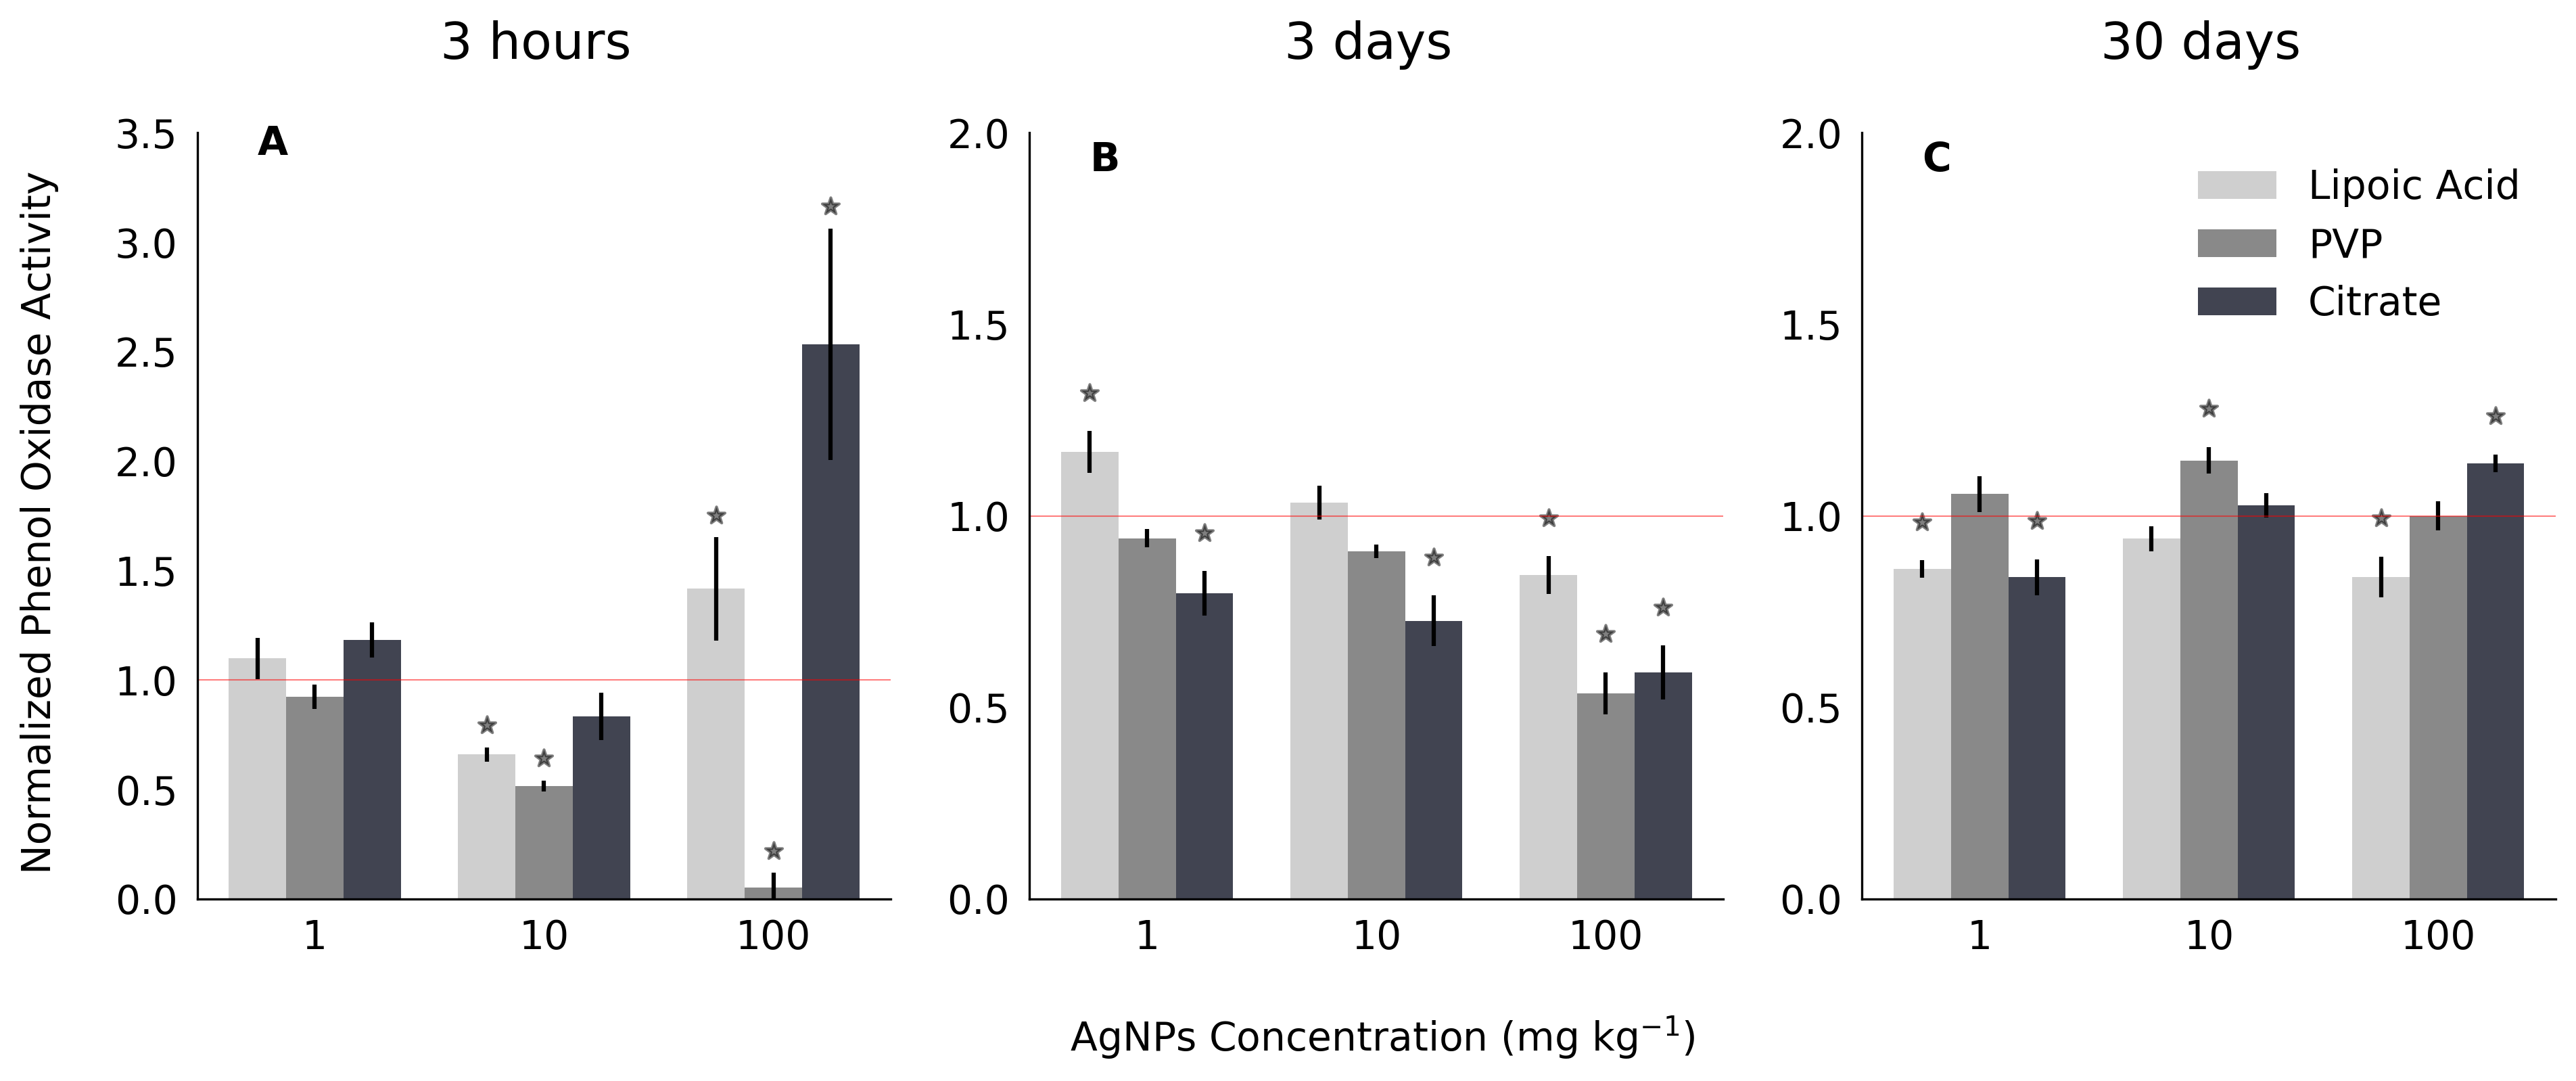 3 hours
3 days
30 days
A
B
C
Normalized Phenol Oxidase Activity
3.5
3.0
2.5
2.0
1.5
1.0
0.5
0.0
1
10
100
2.0
1.5
1.0
0.5
0.0
1
10
100
2.0
1.5
1.0
0.5
0.0
1
10
100
Lipoic Acid
PVP
Citrate
AgNPs Concentration (mg kg⁻¹)